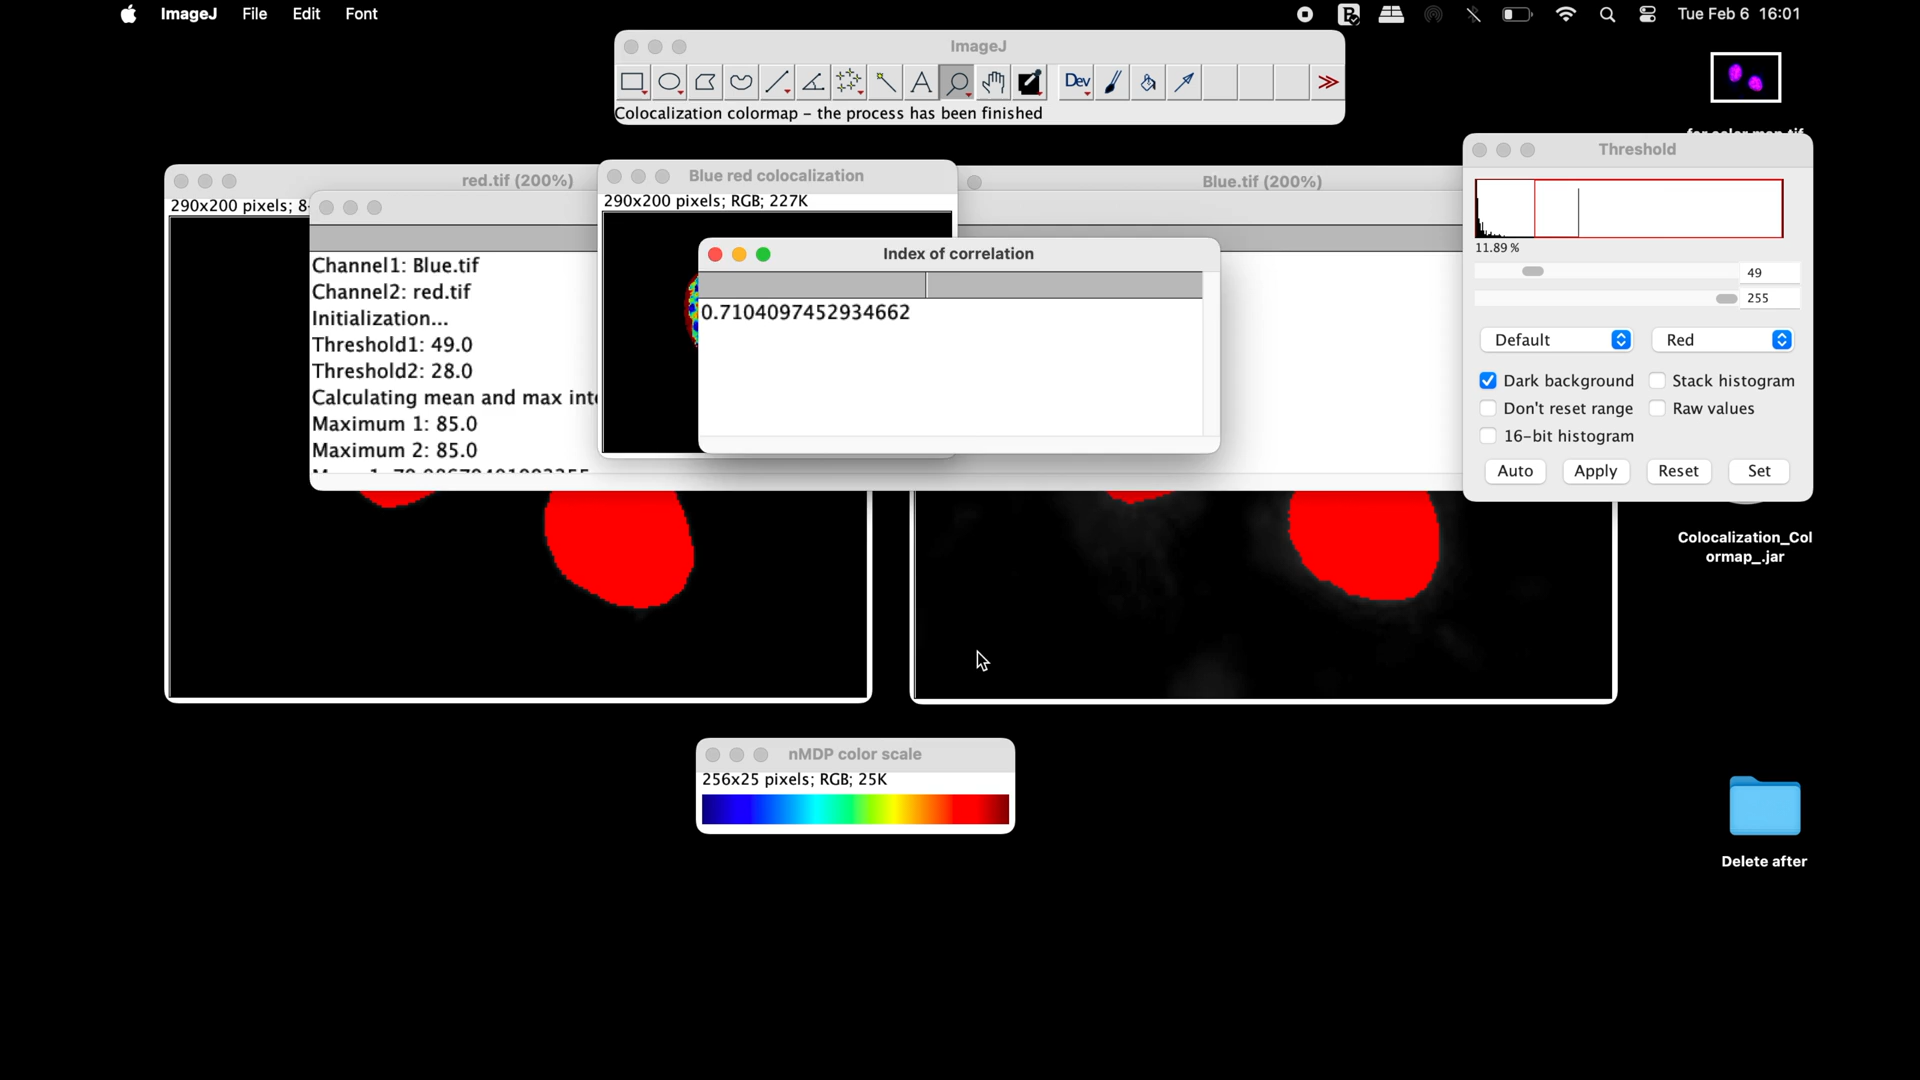 ImageJ File Edit Font Tue Feb 6 16:01
ImageJ
Dev
Colocalization colormap - the process has been finished
Threshold
red.tif (200%)
290x200 pixels; 8-
Blue red colocalization
290x200 pixels; RGB; 227K
Blue.tif (200%)
11.89 %
49
255
Default Red
Dark background Stack histogram
Don't reset range Raw values
16-bit histogram
Auto Apply Reset Set
Index of correlation
0.7104097452934662
Channel1: Blue.tif
Channel2: red.tif
Initialization...
Threshold1: 49.0
Threshold2: 28.0
Calculating mean and max
Maximum 1: 85.0
Maximum 2: 85.0
Colocalization_Col
ormap_.jar
nMDP color scale
256x25 pixels; RGB; 25K
Delete after